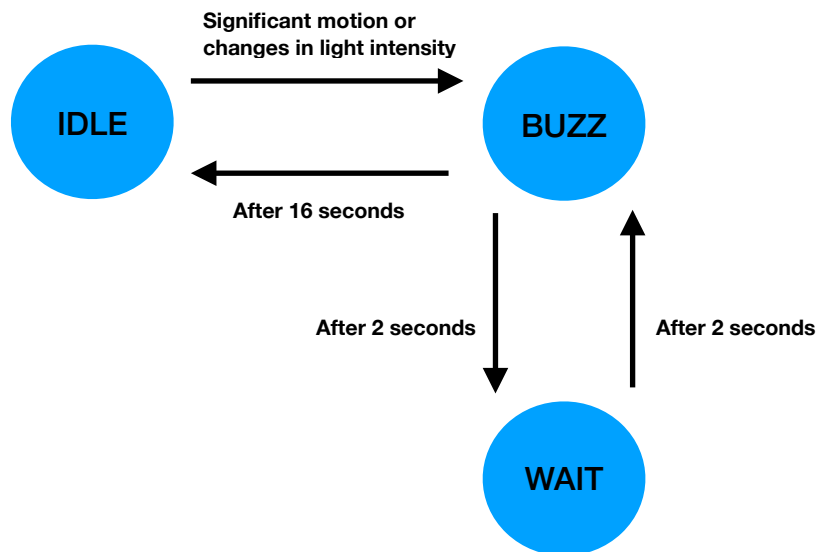 Significant motion or
changes in light intensity
IDLE
BUZZ
After 16 seconds
After 2 seconds
After 2 seconds
WAIT